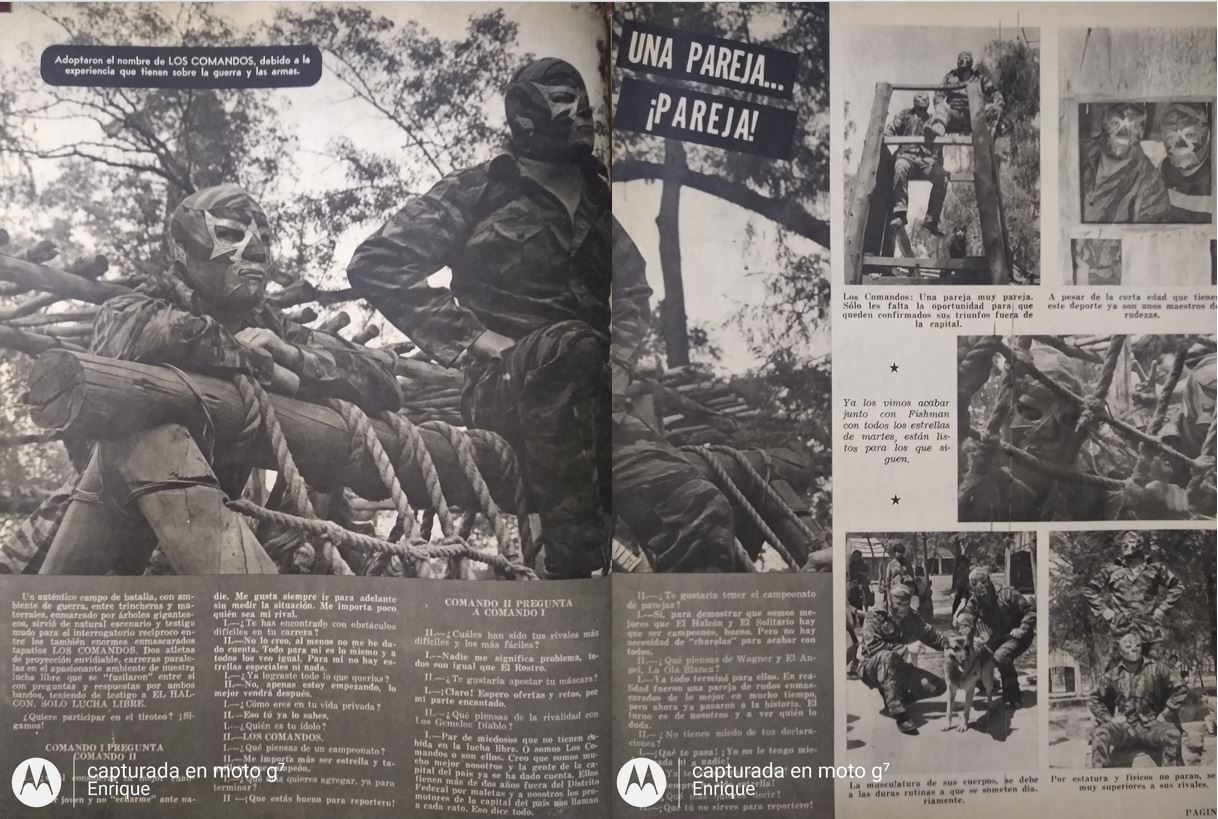 Adoptaron el nombre de LOS COMANDOS, debido a la
experiencia que tienen sobre la guerra y las armas.
Un auténtico campo de batalla, con am-
biente de guerra, entre trincheras y ma-
torrales, enmarcado por árboles gigantes-
cos, sirvió de natural escenario y testigo
mudo para el interrogatorio recíproco en-
tre los también enormes enmascarados
tapatíos LOS COMANDOS. Dos atletas
de proyección envidiable, carreras parale-
las en el apasionante ambiente de nuestra
lucha libre que se "fusilaron" entre sí
con preguntas y respuestas por ambos
bandos, teniendo de testigo a EL HAL-
CON, SOLO LUCHA LIBRE.
¿Quiere participar en el tiroteo? ¡Sí-
gamos!
COMANDO I PREGUNTA
A COMANDO II
joven y no "echarme" ante na-
die. Me gusta siempre ir para adelante
sin medir la situación. Me importa poco
quién sea mi rival.
I.—¿Te has encontrado con obstáculos
difíciles en tu carrera?
II.—No lo creo, al menos no me he da-
do cuenta. Todo para mí es lo mismo y a
todos los veo igual. Para mí no hay es-
trellas especiales ni nada.
I.—¿Ya lograste todo lo que querías?
II.—No, apenas estoy empezando, lo
mejor vendrá después.
I.—¿Cómo eres en tu vida privada?
II.—Eso tú ya lo sabes.
I.—¿Quién es tu ídolo?
II.—LOS COMANDOS.
I.—¿Qué piensas de un campeonato?
II.—Me importa más ser estrella y ta-
quieres agregar, ya para
terminar?
II —¡Que estás bueno para reportero!
COMANDO II PREGUNTA
A COMANDO I
II.—¿Cuáles han sido tus rivales más
difíciles y los más fáciles?
I.—Nadie me significa problema, to-
dos son igual que El Rostro.
II.—¿Te gustaría apostar tu máscara?
I.—¡Claro! Espero ofertas y retos, por
mi parte encantado.
II.—¿Qué piensas de la rivalidad con
Los Gemelos Diablo?
I.—Par de miedosos que no tienen ca-
bida en la lucha libre. O somos Los Co-
mandos o son ellos. Creo que somos mu-
cho mejor nosotros y la gente de la ca-
pital del país ya se ha dado cuenta. Ellos
tienen más de dos años fuera del Distrito
Federal por maletas y a nosotros los pro-
motores de la capital del país nos llaman
a cada rato. Eso dice todo.
capturada en moto g⁷
Enrique
UNA PAREJA...
¡PAREJA!
II.—¿Te gustaría tener el campeonato
de parejas?
I.—Sí, para demostrar que somos me-
jores que El Halcón y El Solitario hay
que ser campeones, bueno. Pero no hay
necesidad de "charolas" para acabar con
todos.
II.—¿Qué piensas de Wagner y El An-
gel, La Ola Blanca?
I.—Ya todo terminó para ellos. En rea-
lidad fueron una pareja de rudos enmas-
carados de lo mejor en mucho tiempo,
pero ahora ya pasaron a la historia. El
turno es de nosotros y a ver quién lo
duda.
II.—¿No tienes miedo de tus declara-
ciones?
I.—¡Qué te pasa! ¡Yo no le tengo mie-
a nadie!
decir?
¡Que tú no sirves para reportero!
capturada en moto g⁷
Enrique
Los Comandos: Una pareja muy pareja.
Sólo les falta la oportunidad para que
queden confirmados sus triunfos fuera de
la capital.
A pesar de la corta edad que tienen
este deporte ya son unos maestros de
rudezas.
Ya los vimos acabar
junto con Fishman
con todos los estrellas
de martes, están lis-
tos para los que si-
guen.
La musculatura de sus cuerpos, se debe
a las duras rutinas a que se someten dia-
riamente.
Por estatura y físicos no paran, se
muy superiores a sus rivales.
PAGIN